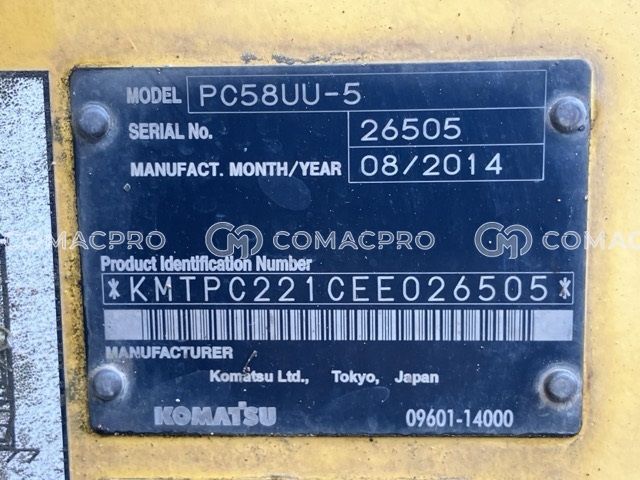 MODEL PC58UU-5
SERIAL No. 26505
MANUFACT. MONTH/YEAR 08/2014
COMACPRO COMACPRO COMACPRO
Product Identification Number
*KMTPC221CEE026505*
MANUFACTURER
Komatsu Ltd., Tokyo, Japan
KOMATSU 09601-14000